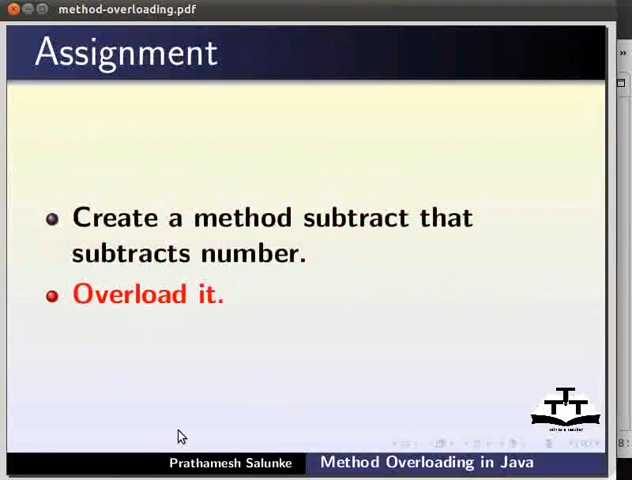 method-overloading.pdf
Assignment
Create a method subtract that
subtracts number.
Overload it.
Prathamesh Salunke
Method Overloading in Java